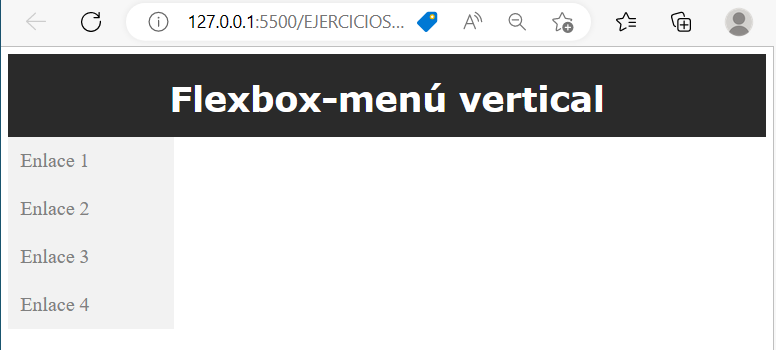 127.0.0.1:5500/EJERCICIOS...
Flexbox-menú vertical
Enlace 1
Enlace 2
Enlace 3
Enlace 4